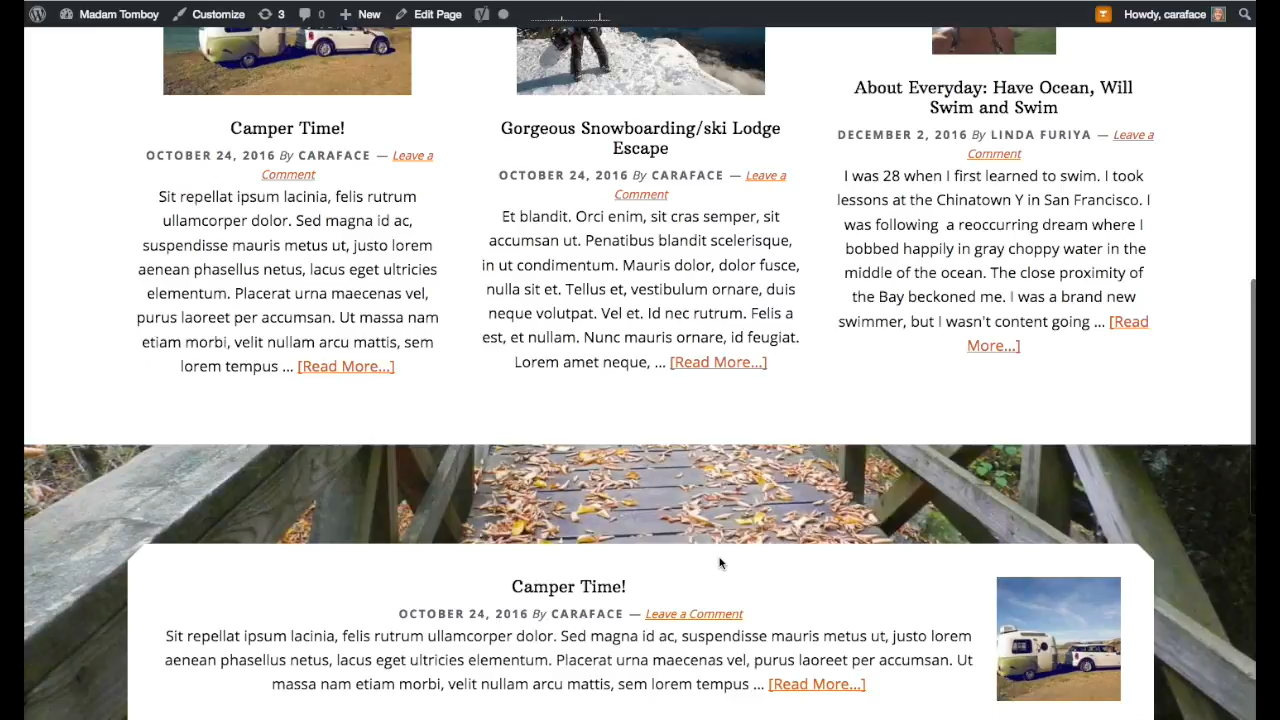 Madam Tomboy Customize 3 0 New Edit Page Howdy, caraface
Camper Time!
OCTOBER 24, 2016 By CARAFACE — Leave a
Comment
Sit repellat ipsum lacinia, felis rutrum
ullamcorper dolor. Sed magna id ac,
suspendisse mauris metus ut, justo lorem
aenean phasellus netus, lacus eget ultricies
elementum. Placerat urna maecenas vel,
purus laoreet per accumsan. Ut massa nam
etiam morbi, velit nullam arcu mattis, sem
lorem tempus ... [Read More...]
Gorgeous Snowboarding/ski Lodge
Escape
OCTOBER 24, 2016 By CARAFACE — Leave a
Comment
Et blandit. Orci enim, sit cras semper, sit
accumsan ut. Penatibus blandit scelerisque,
in ut condimentum. Mauris dolor, dolor fusce,
nulla sit et. Tellus et, vestibulum ornare, duis
neque volutpat. Vel et. Id nec rutrum. Felis a
est, et nullam. Nunc mauris ornare, id feugiat.
Lorem amet neque, ... [Read More...]
About Everyday: Have Ocean, Will
Swim and Swim
DECEMBER 2, 2016 By LINDA FURIYA — Leave a
Comment
I was 28 when I first learned to swim. I took
lessons at the Chinatown Y in San Francisco. I
was following a reoccurring dream where I
bobbed happily in gray choppy water in the
middle of the ocean. The close proximity of
the Bay beckoned me. I was a brand new
swimmer, but I wasn't content going ... [Read
More...]
Camper Time!
OCTOBER 24, 2016 By CARAFACE — Leave a Comment
Sit repellat ipsum lacinia, felis rutrum ullamcorper dolor. Sed magna id ac, suspendisse mauris metus ut, justo lorem
aenean phasellus netus, lacus eget ultricies elementum. Placerat urna maecenas vel, purus laoreet per accumsan. Ut
massa nam etiam morbi, velit nullam arcu mattis, sem lorem tempus ... [Read More...]